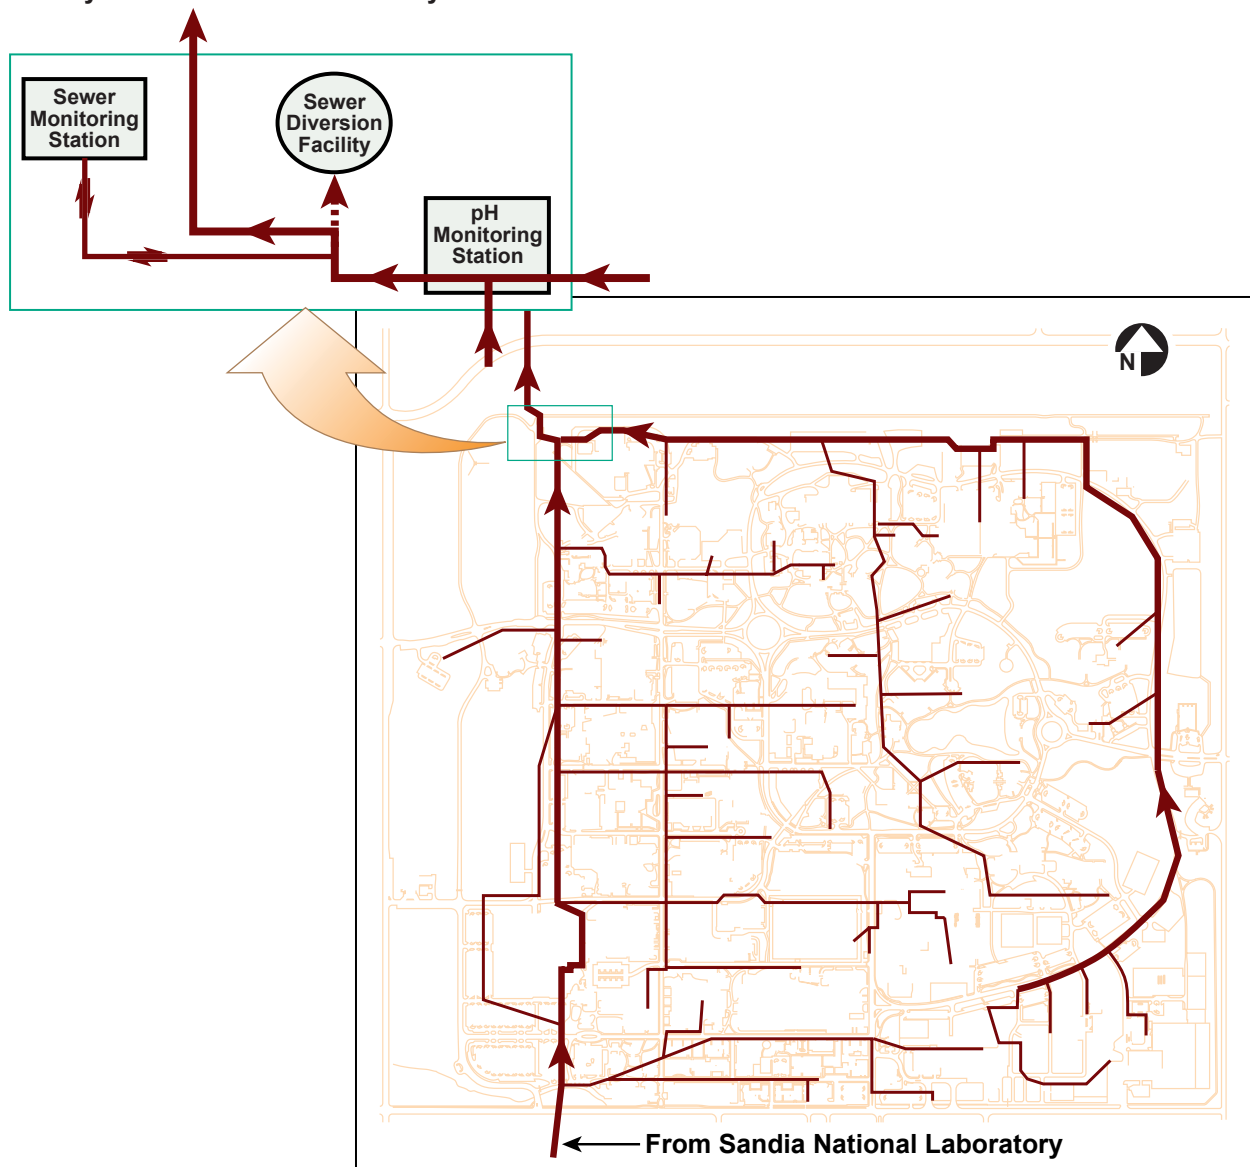 Sewer
Monitoring
Station
Sewer
Diversion
Facility
pH
Monitoring
Station
N
From Sandia National Laboratory